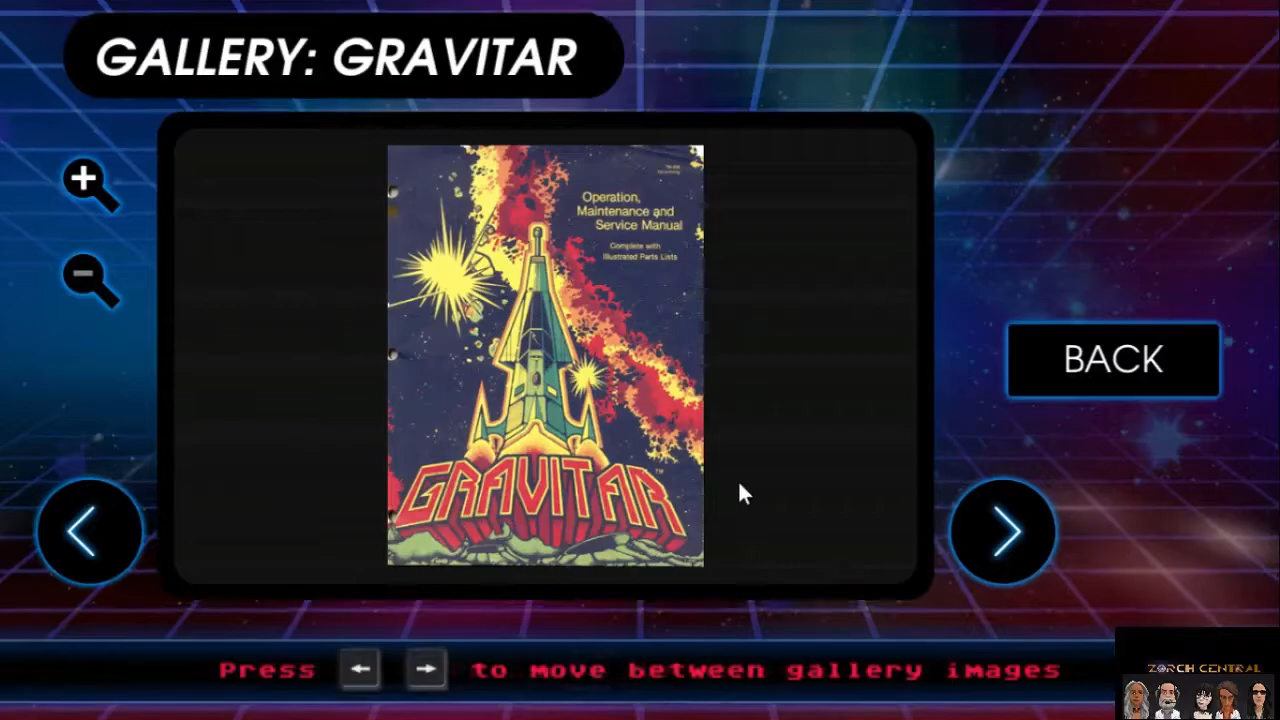 GALLERY: GRAVITAR
Operation,
Maintenance and
Service Manual
Complete with
Illustrated Parts Lists
GRAVITAR™
BACK
Press ← → to move between gallery images
ZORCH CENTRAL